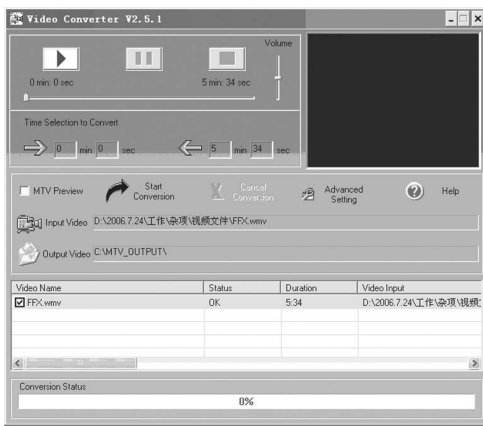 Video Converter V2.5.1
Volume
0 min: 0 sec
5 min: 34 sec
Time Selection to Convert
0 min 0 sec
5 min 34 sec
MTV Preview
Start Conversion
Cancel Conversion
Advanced Setting
Help
Input Video D:\2006.7.24\工作\杂项\视频文件\FFX.wmv
Output Video C:\MTV_OUTPUT\
Video Name Status Duration Video Input
FFX.wmv OK 5:34 D:\2006.7.24\工作\杂项\视频
Conversion Status
0%